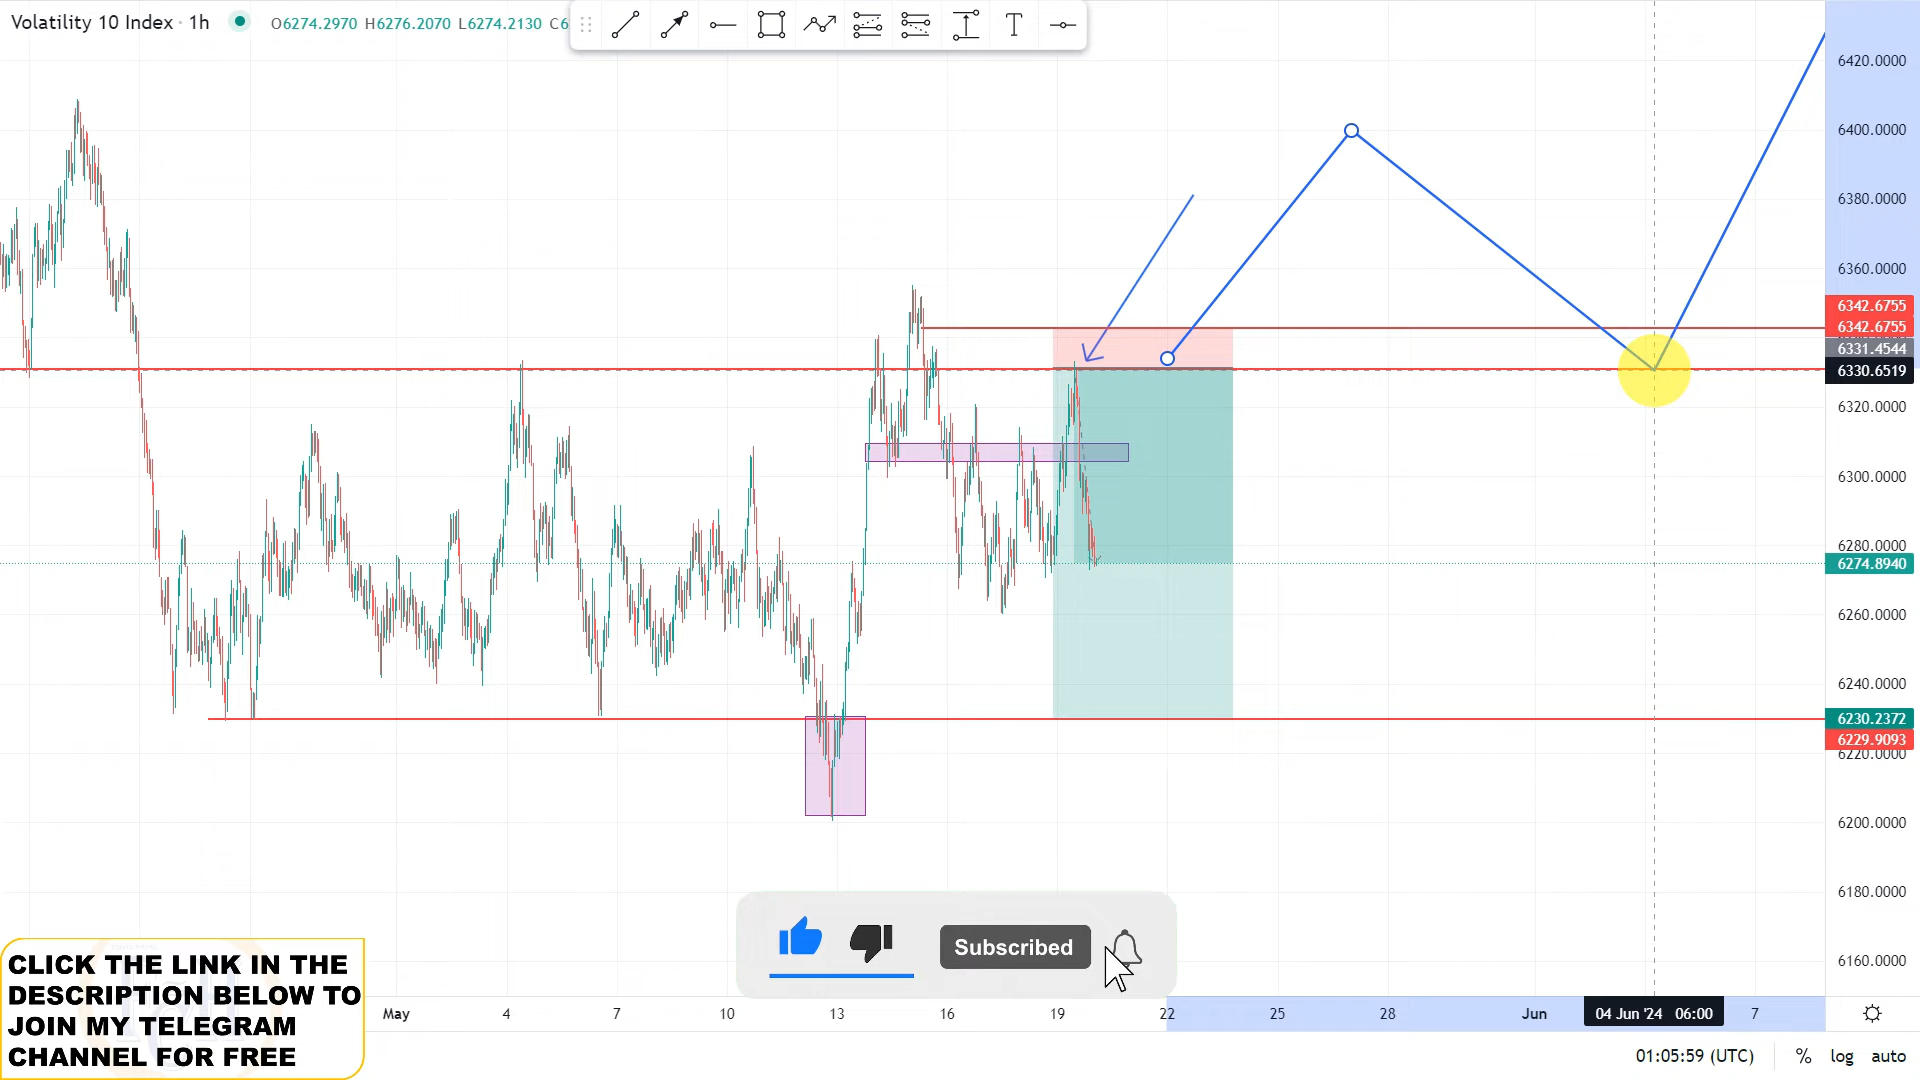 Volatility 10 Index · 1h O6274.2970 H6276.2070 L6274.2130 C6
T
6420.0000
6400.0000
6380.0000
6360.0000
6342.6755
6342.6755
6331.4544
6330.6519
6320.0000
6300.0000
6280.0000
6274.8940
6260.0000
6240.0000
6230.2372
6229.9093
6220.0000
6200.0000
6180.0000
6160.0000
Subscribed
CLICK THE LINK IN THE
DESCRIPTION BELOW TO
JOIN MY TELEGRAM
CHANNEL FOR FREE
May 4 7 10 13 16 19 22 25 28 Jun 04 Jun '24 06:00 7
01:05:59 (UTC) % log auto